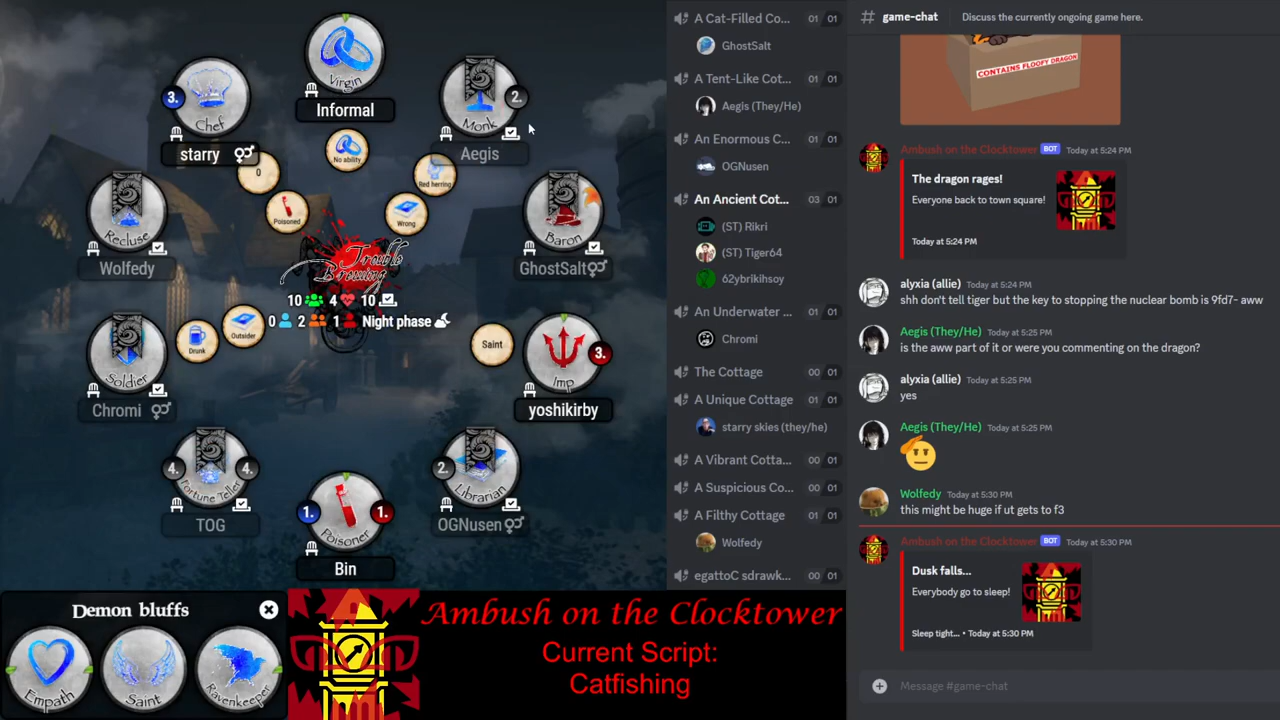 Virgin
Informal
3.
Chef
starry
Monk
2.
Aegis
No ability
0
Red herring
Poisoned
Wrong
Recluse
Wolfedy
Baron
GhostSalt
Trouble
Brewing
10 4 10
0 2 1 Night phase
Drunk
Outsider
Saint
Soldier
Chromi
Imp
3.
yoshikirby
4. 4.
Fortune Teller
TOG
1. 1.
Poisoner
Bin
2.
Librarian
OGNusen
Demon bluffs
Empath
Saint
Ravenkeeper
Ambush on the Clocktower
Current Script:
Catfishing
A Cat-Filled Co... 01 01
GhostSalt
A Tent-Like Cot... 01 01
Aegis (They/He)
An Enormous C... 01 01
OGNusen
An Ancient Cot... 03 01
(ST) Rikri
(ST) Tiger64
62ybrikihsoy
An Underwater ... 01 01
Chromi
The Cottage 00 01
A Unique Cottage 01 01
starry skies (they/he)
A Vibrant Cotta... 00 01
A Suspicious Co... 00 01
A Filthy Cottage 01 01
Wolfedy
egattoC sdrawk... 00 01
# game-chat Discuss the currently ongoing game here.
CONTAINS FLOOFY DRAGON
Ambush on the Clocktower BOT Today at 5:24 PM
The dragon rages!
Everyone back to town square!
Today at 5:24 PM
alyxia (allie) Today at 5:24 PM
shh don't tell tiger but the key to stopping the nuclear bomb is 9fd7- aww
Aegis (They/He) Today at 5:25 PM
is the aww part of it or were you commenting on the dragon?
alyxia (allie) Today at 5:25 PM
yes
Aegis (They/He) Today at 5:25 PM
Wolfedy Today at 5:30 PM
this might be huge if ut gets to f3
Ambush on the Clocktower BOT Today at 5:30 PM
Dusk falls...
Everybody go to sleep!
Sleep tight... • Today at 5:30 PM
Message #game-chat